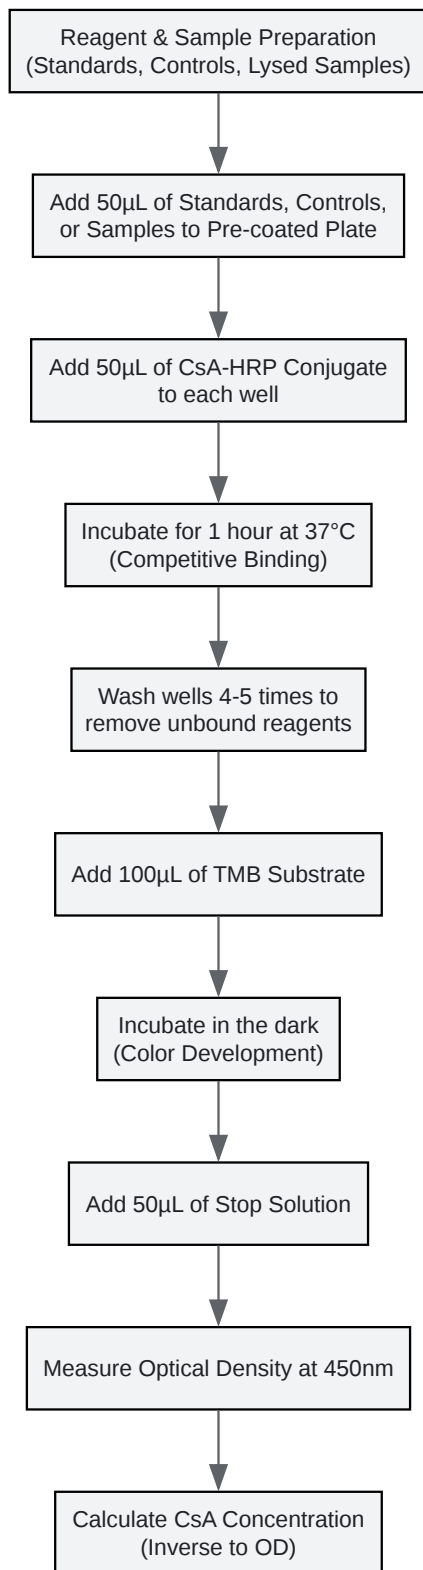 Reagent & Sample Preparation
(Standards, Controls, Lysed Samples)
Add 50µL of Standards, Controls,
or Samples to Pre-coated Plate
Add 50µL of CsA-HRP Conjugate
to each well
Incubate for 1 hour at 37°C
(Competitive Binding)
Wash wells 4-5 times to
remove unbound reagents
Add 100µL of TMB Substrate
Incubate in the dark
(Color Development)
Add 50µL of Stop Solution
Measure Optical Density at 450nm
Calculate CsA Concentration
(Inverse to OD)